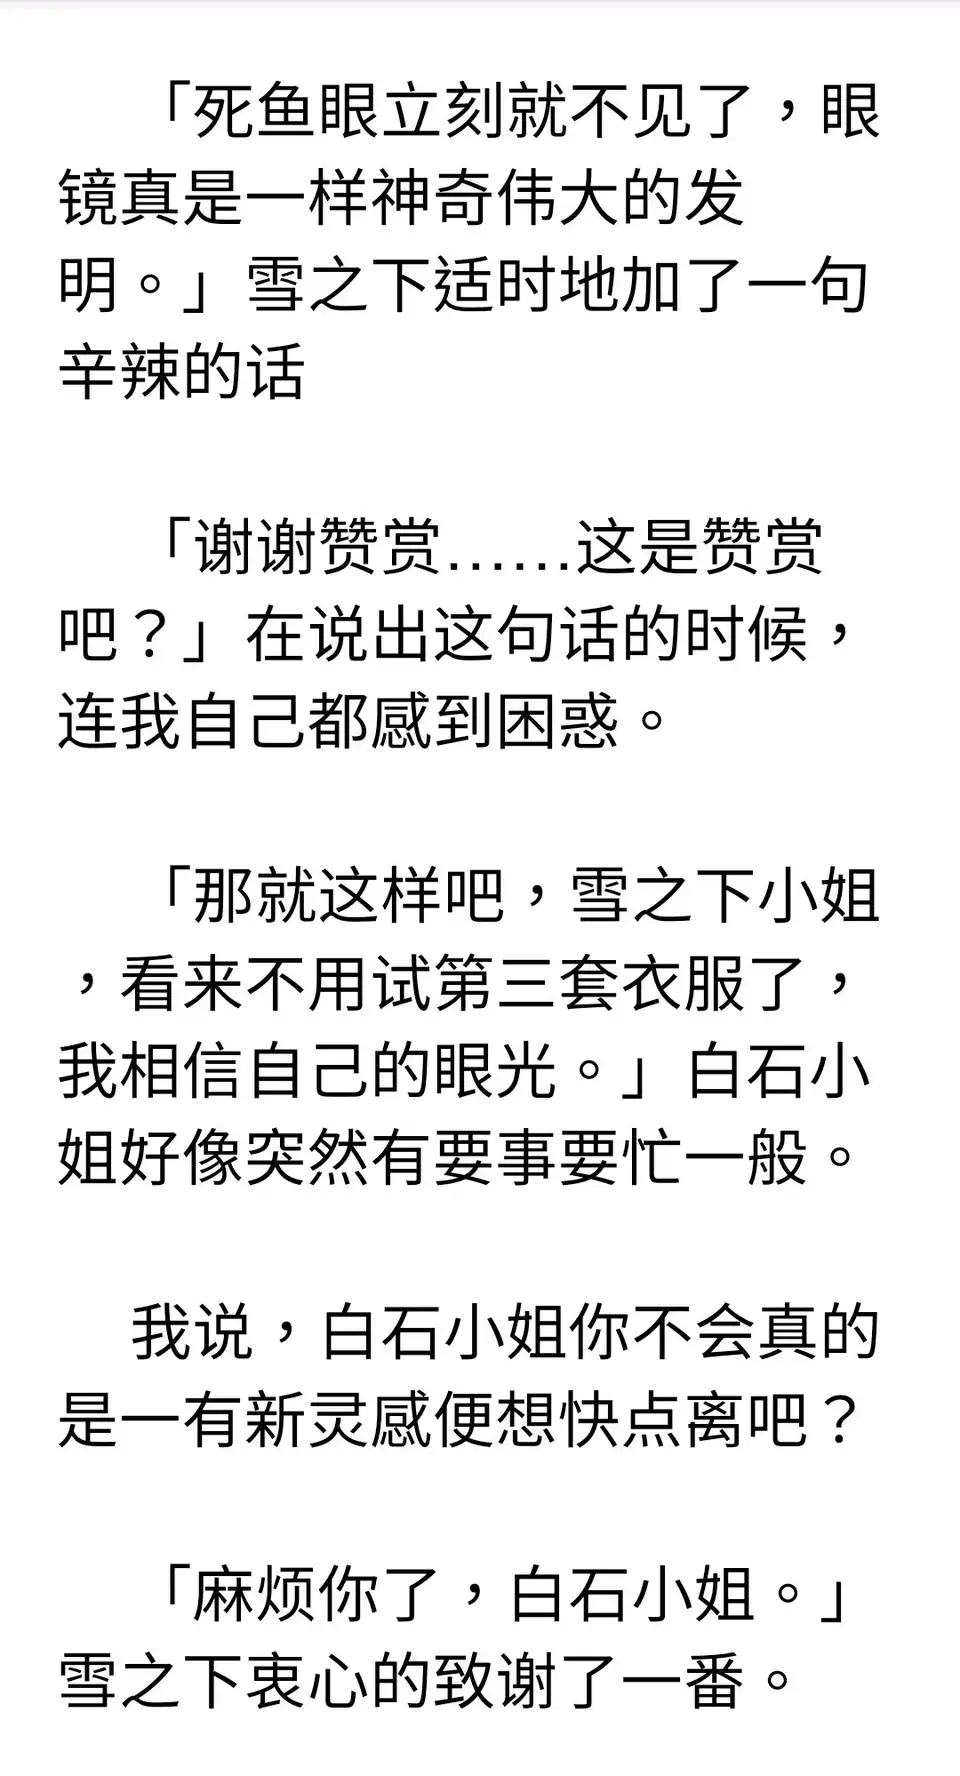 「死鱼眼立刻就不见了，眼
镜真是一样神奇伟大的发
明。」雪之下适时地加了一句
辛辣的话
「谢谢赞赏……这是赞赏
吧？」在说出这句话的时候，
连我自己都感到困惑。
「那就这样吧，雪之下小姐
，看来不用试第三套衣服了，
我相信自己的眼光。」白石小
姐好像突然有要事要忙一般。
我说，白石小姐你不会真的
是一有新灵感便想快点离吧？
「麻烦你了，白石小姐。」
雪之下衷心的致谢了一番。